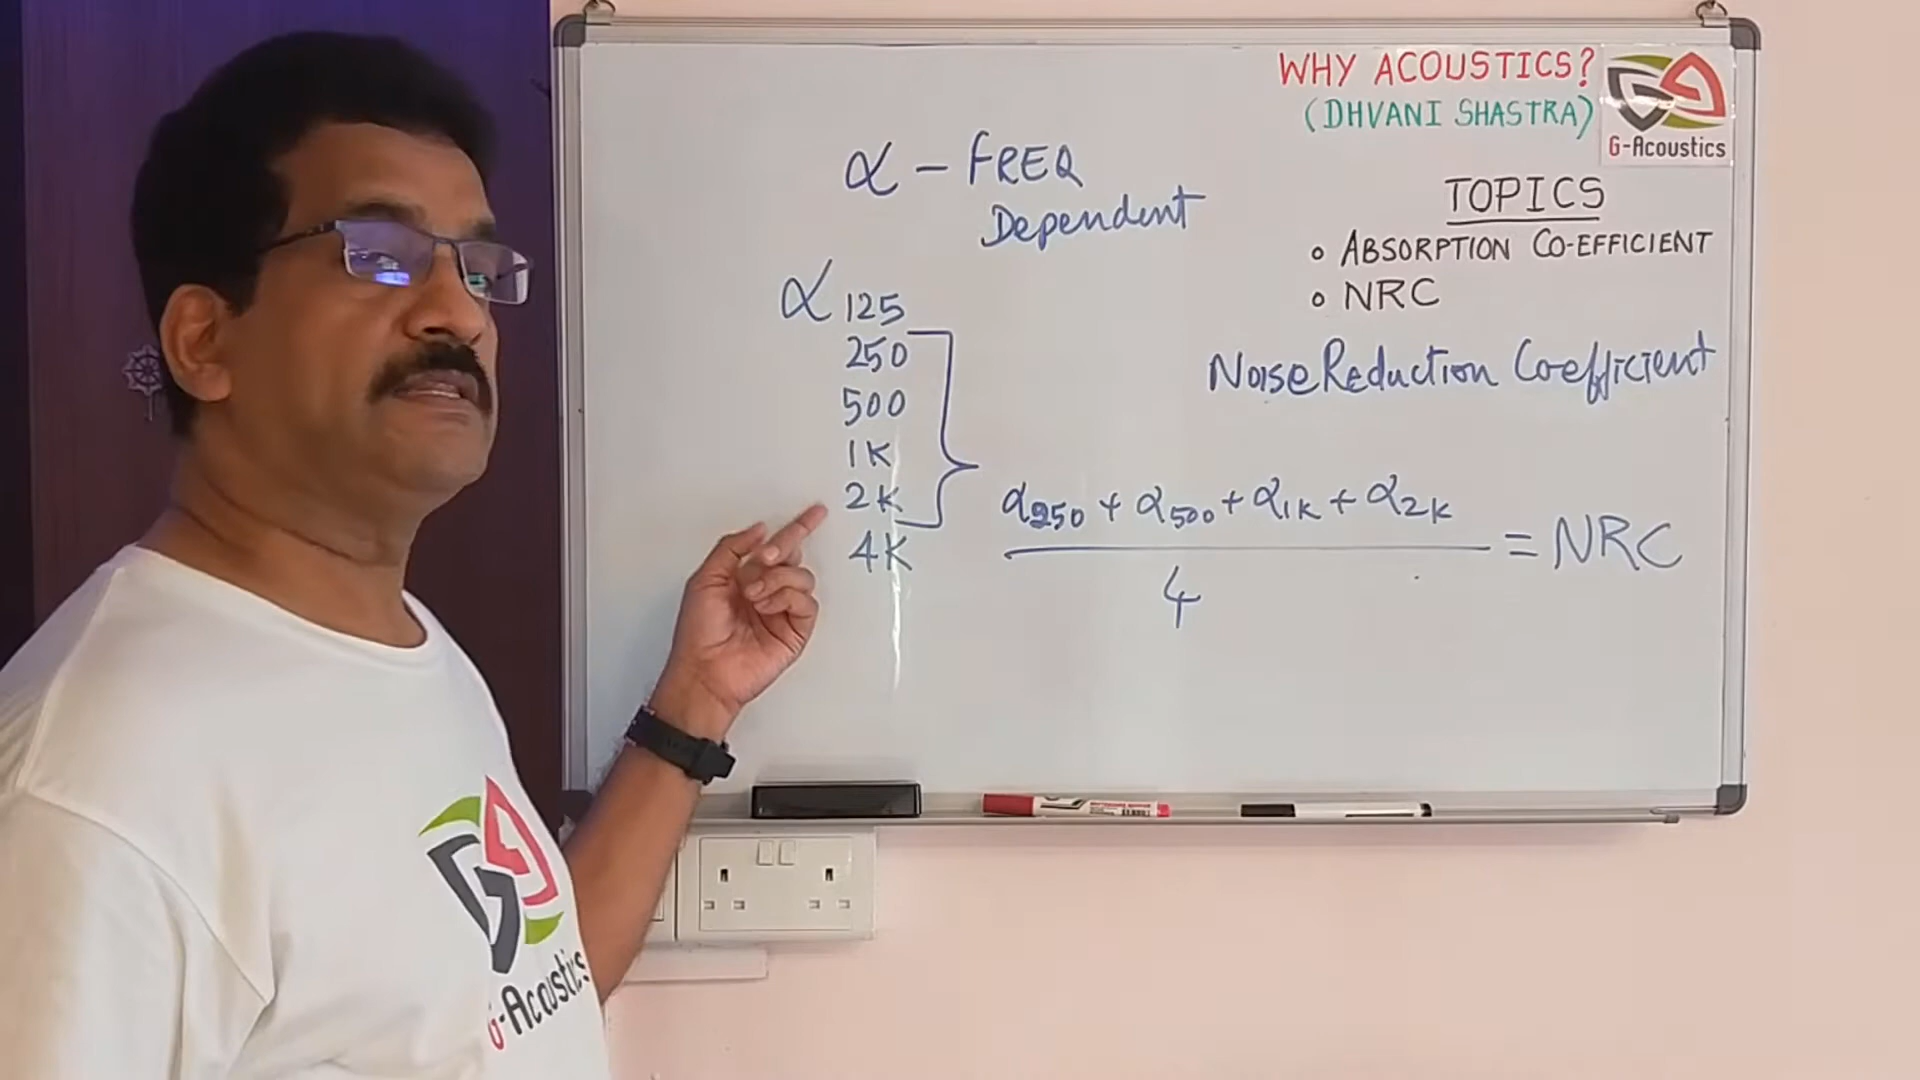 WHY ACOUSTICS?
(DHVANI SHASTRA)
G-Acoustics
TOPICS
o ABSORPTION CO-EFFICIENT
o NRC
Noise Reduction Coefficient
α - FREQ
Dependent
α 125
250
500
1K
2K
4K
α250 + α500 + α1K + α2K
4
= NRC
G-Acoustics